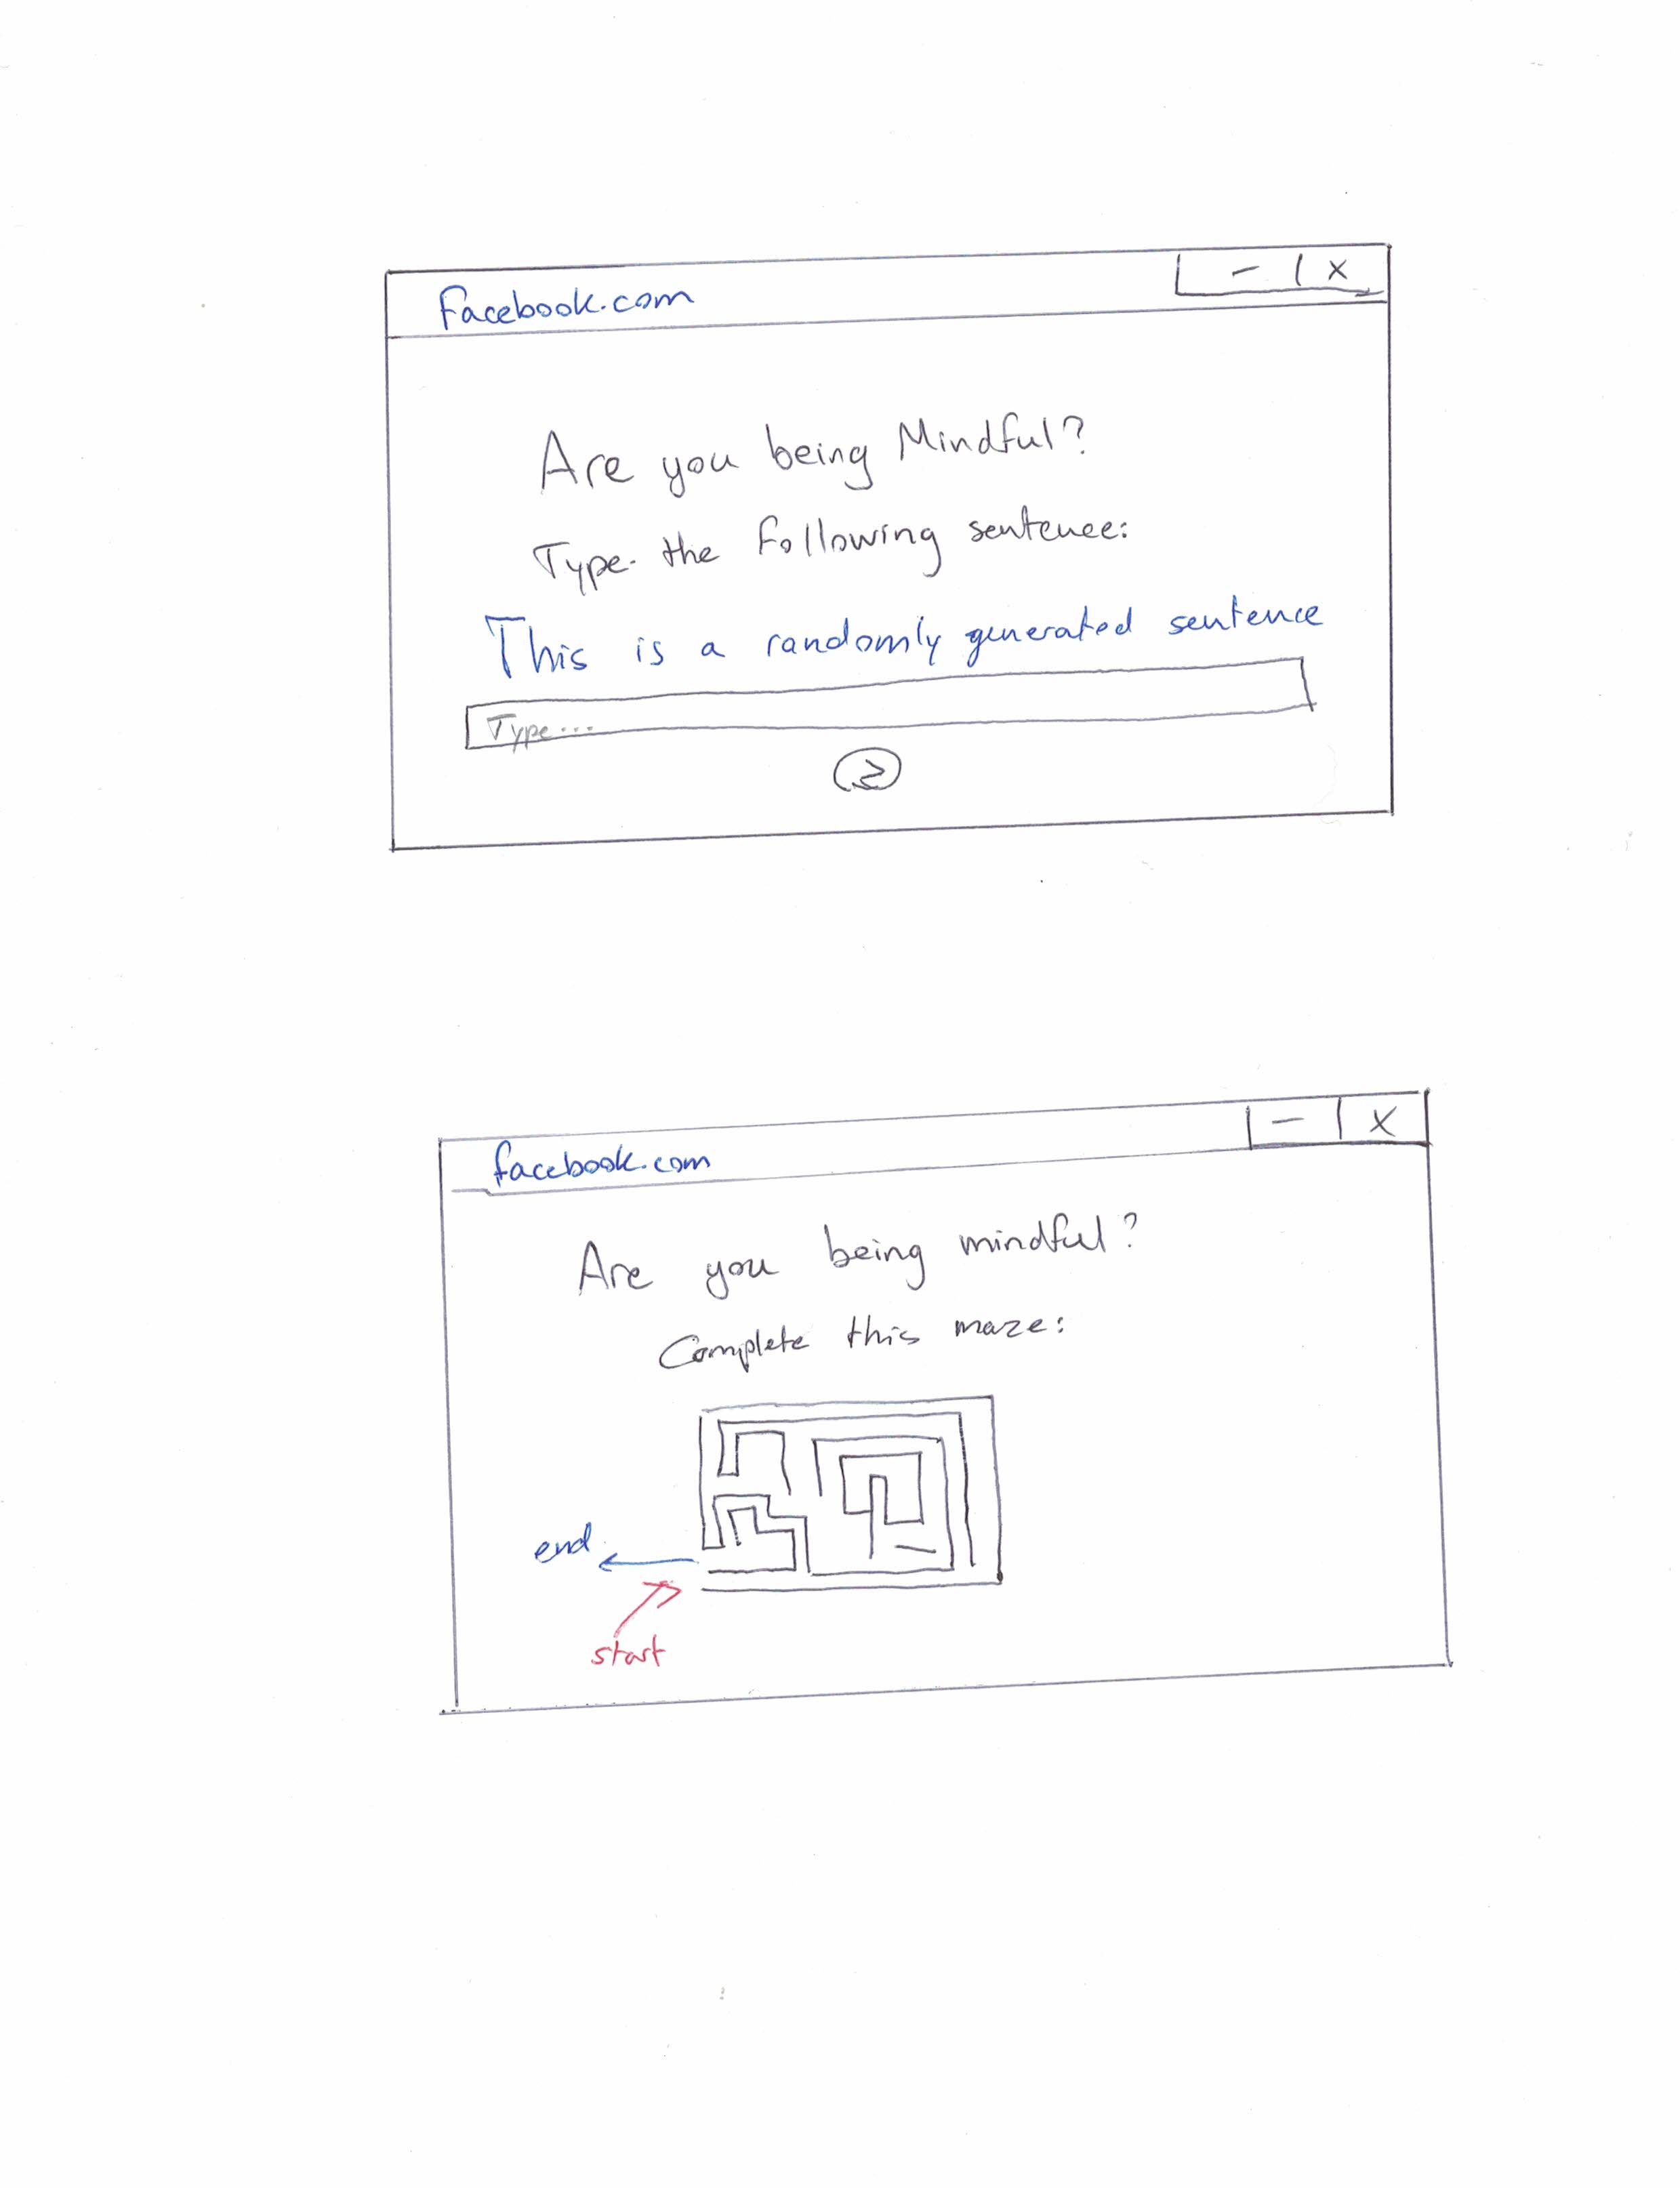 Facebook.com
- | x
Are you being Mindful?
Type the following sentence:
This is a randomly generated sentence
Type...
facebook.com
- | x
Are you being mindful?
Complete this maze:
end
start